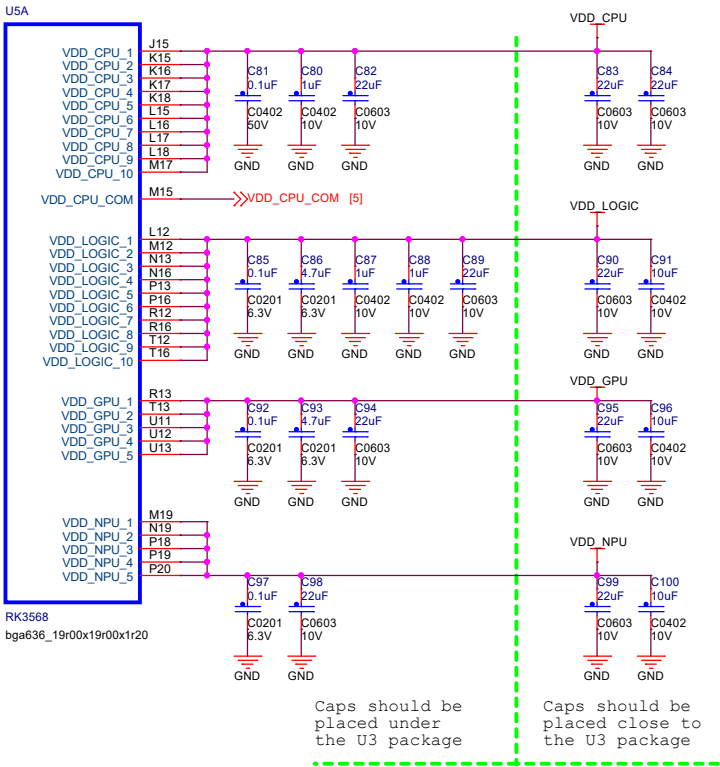 U5A
VDD_CPU
VDD_CPU_1 J15
VDD_CPU_2 K15
VDD_CPU_3 K16
VDD_CPU_4 K17
VDD_CPU_5 K18
VDD_CPU_6 L15
VDD_CPU_7 L16
VDD_CPU_8 L17
VDD_CPU_9 L18
VDD_CPU_10 M17
C81 C80 C82 C83 C84
0.1uF 1uF 22uF 22uF 22uF
C0402 C0402 C0603 C0603 C0603
50V 10V 10V 10V 10V
GND GND GND GND GND
VDD_CPU_COM M15 VDD_CPU_COM [5]
VDD_LOGIC
VDD_LOGIC_1 L12
VDD_LOGIC_2 M12
VDD_LOGIC_3 N13
VDD_LOGIC_4 N16
VDD_LOGIC_5 P13
VDD_LOGIC_6 P16
VDD_LOGIC_7 R12
VDD_LOGIC_8 R16
VDD_LOGIC_9 T12
VDD_LOGIC_10 T16
C85 C86 C87 C88 C89 C90 C91
0.1uF 4.7uF 1uF 1uF 22uF 22uF 10uF
C0201 C0201 C0402 C0402 C0603 C0603 C0402
6.3V 6.3V 10V 10V 10V 10V 10V
GND GND GND GND GND GND GND
VDD_GPU
VDD_GPU_1 R13
VDD_GPU_2 T13
VDD_GPU_3 U11
VDD_GPU_4 U12
VDD_GPU_5 U13
C92 C93 C94 C95 C96
0.1uF 4.7uF 22uF 22uF 10uF
C0201 C0201 C0603 C0603 C0402
6.3V 6.3V 10V 10V 10V
GND GND GND GND GND
VDD_NPU
VDD_NPU_1 M19
VDD_NPU_2 N19
VDD_NPU_3 P18
VDD_NPU_4 P19
VDD_NPU_5 P20
C97 C98 C99 C100
0.1uF 22uF 22uF 10uF
C0201 C0603 C0603 C0402
6.3V 10V 10V 10V
GND GND GND GND
RK3568
bga636_19r00x19r00x1r20
Caps should be
placed under
the U3 package
Caps should be
placed close to
the U3 package